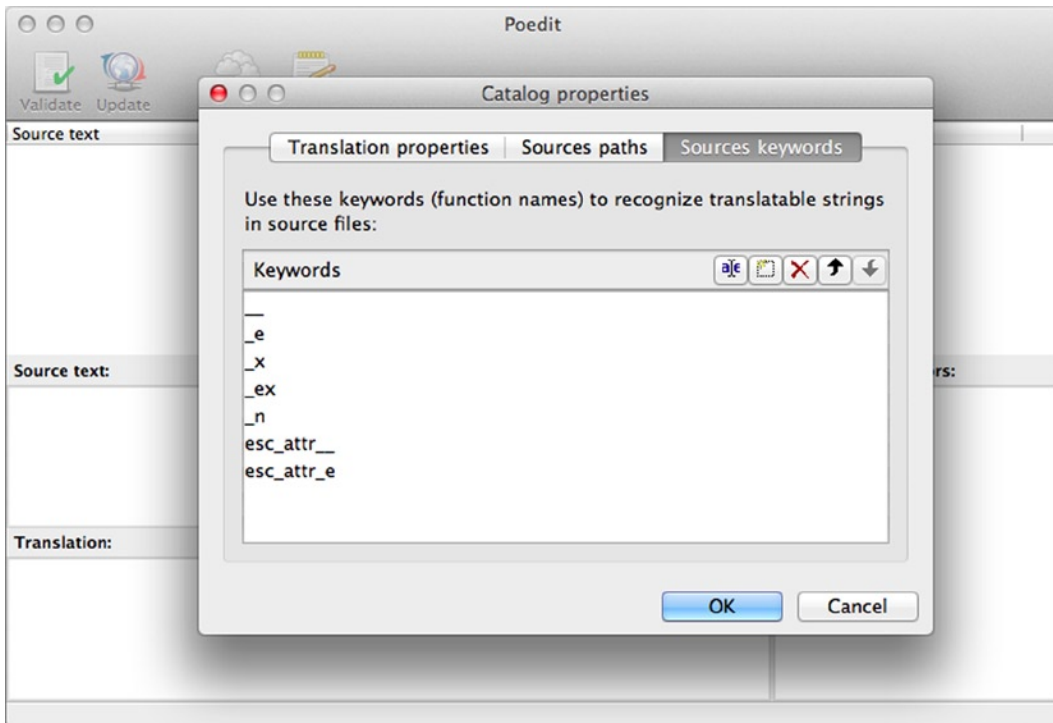 Poedit
Validate Update
Catalog properties
Source text
Translation properties
Sources paths
Sources keywords
Use these keywords (function names) to recognize translatable strings
in source files:
Keywords
__
_e
_x
_ex
_n
esc_attr__
esc_attr_e
Source text:
rs:
Translation:
OK
Cancel